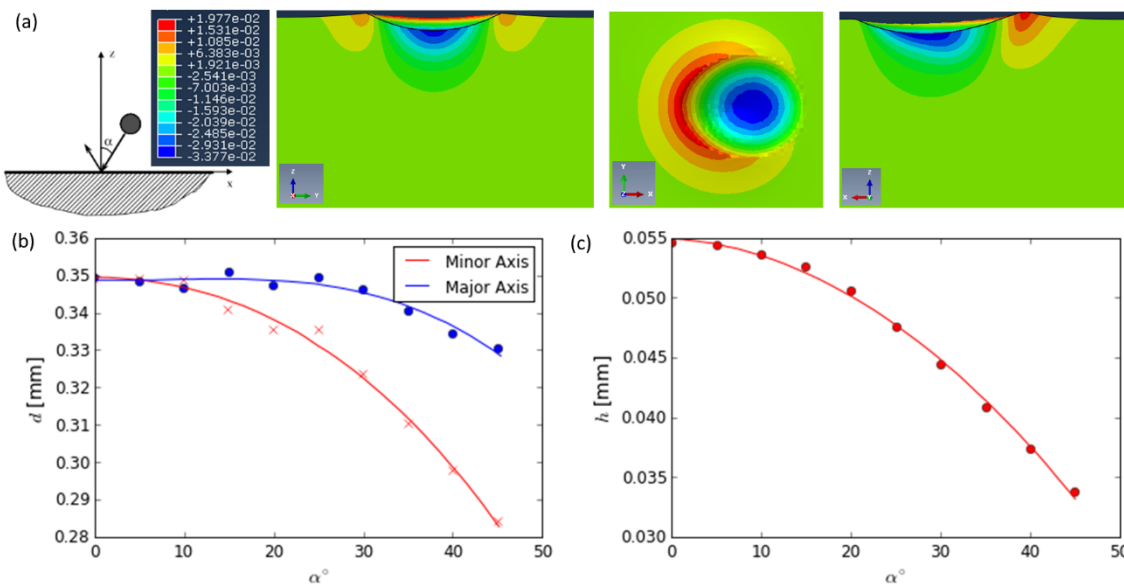 (a)
z
α
x
+1.977e-02
+1.531e-02
+1.085e-02
+6.383e-03
+1.921e-03
-2.541e-03
-7.003e-03
-1.146e-02
-1.593e-02
-2.039e-02
-2.485e-02
-2.931e-02
-3.377e-02
Z
X
Y
Y
Z
X
Z
X
Y
(b)
0.36
0.35
0.34
0.33
0.32
0.31
0.30
0.29
0.28
d [mm]
Minor Axis
Major Axis
0
10
20
30
40
50
α°
(c)
0.055
0.050
0.045
0.040
0.035
0.030
h [mm]
0
10
20
30
40
50
α°